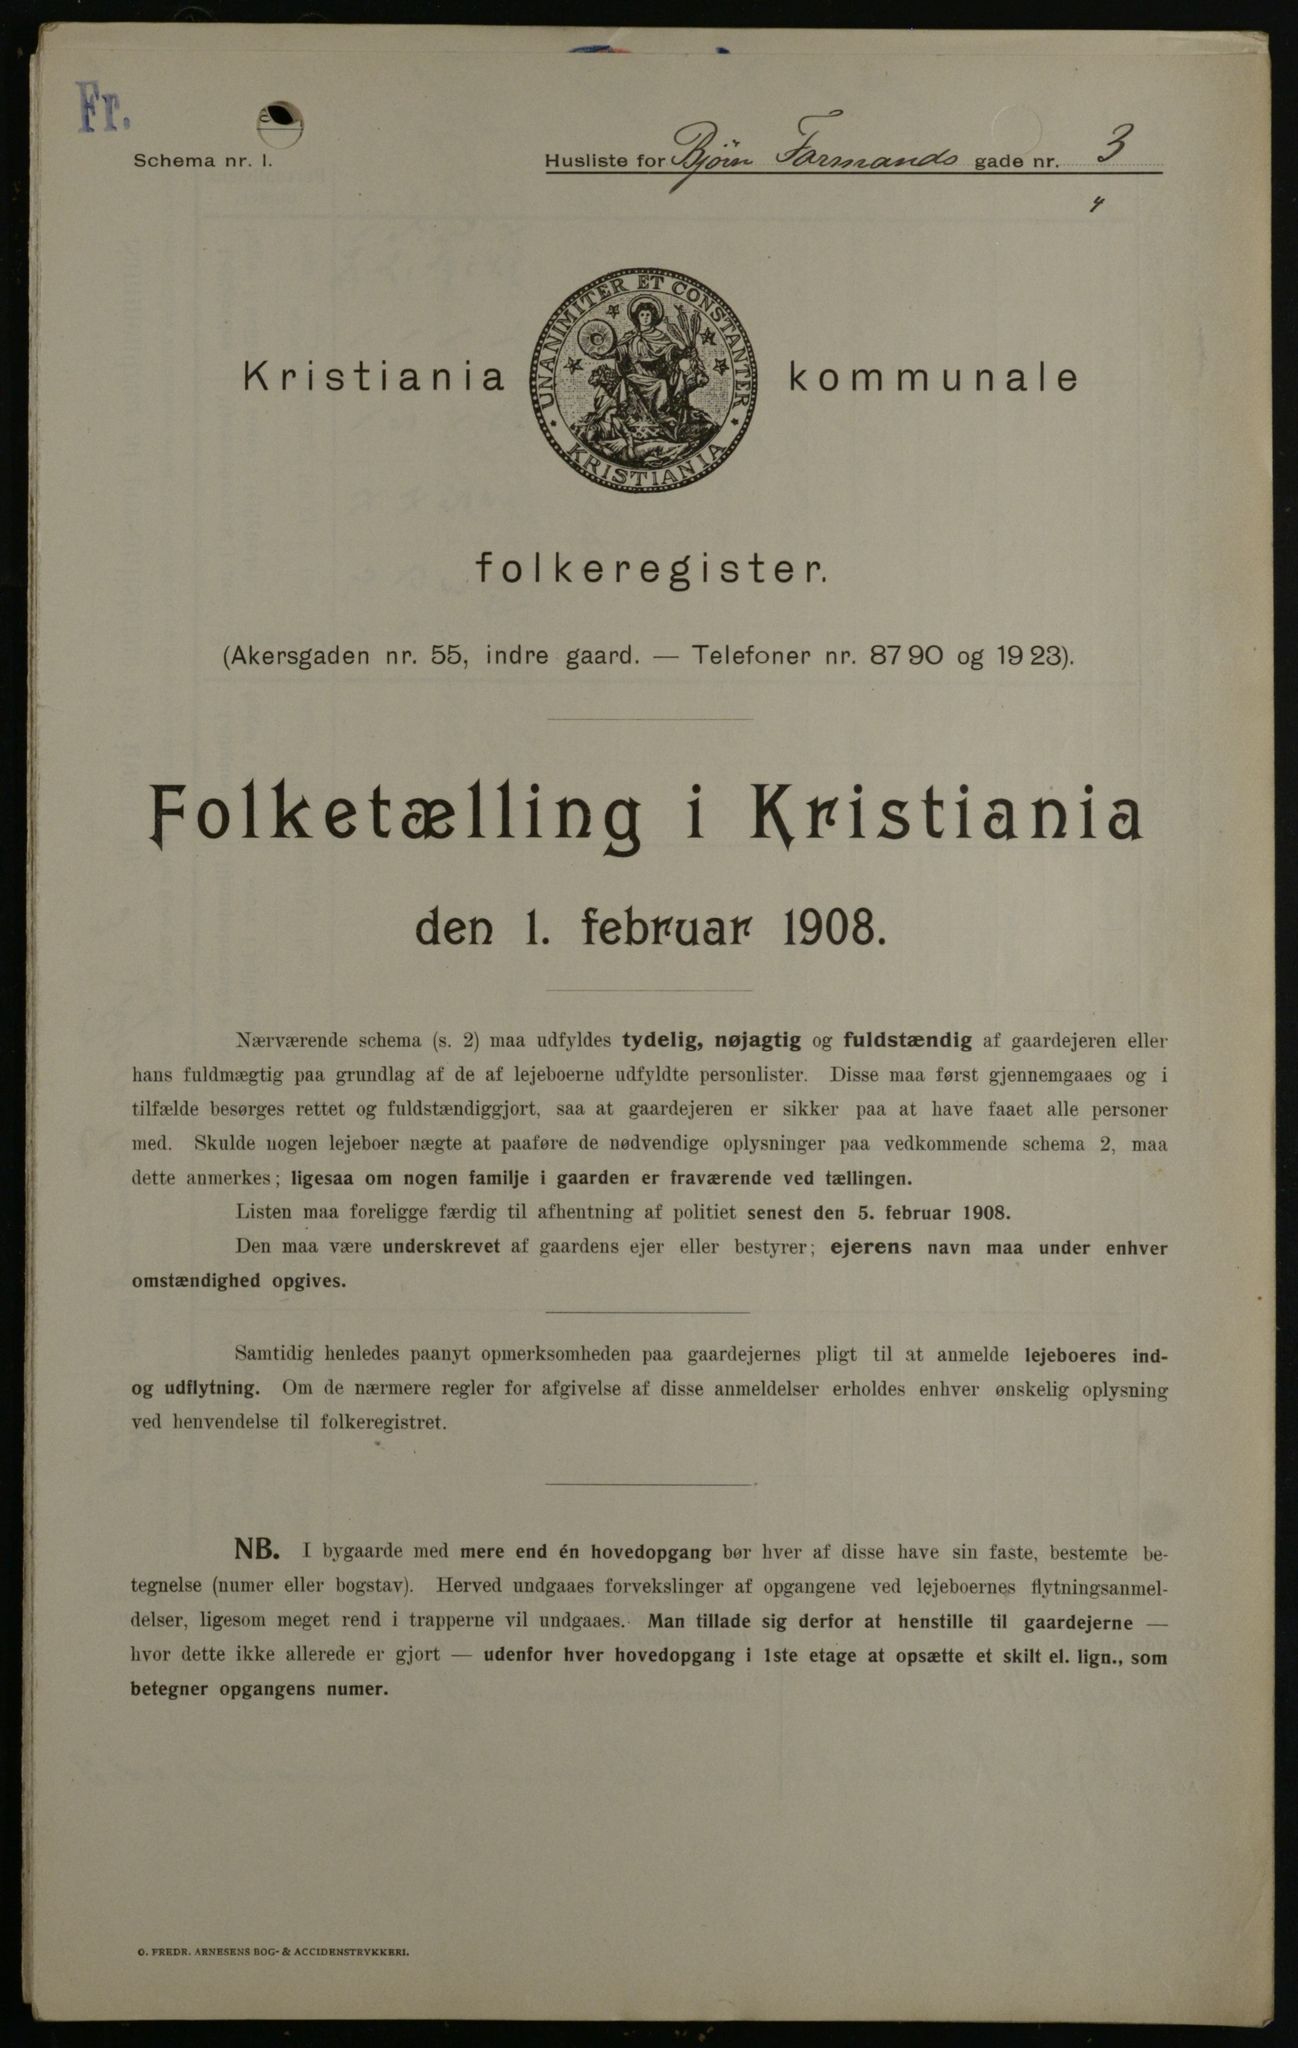 Fr.
Schema nr. 1.
Husliste for Bjørn Farmands gade nr. 3
4
UNANIMITER ET CONSTANTER
Kristiania kommunale
KRISTIANIA
folkeregister.
(Akersgaden nr. 55, indre gaard. — Telefoner nr. 87 90 og 19 23).
Folketælling i Kristiania
den 1. februar 1908.
Nærværende schema (s. 2) maa udfyldes tydelig, nøjagtig og fuldstændig af gaardejeren eller
hans fuldmægtig paa grundlag af de af lejeboerne udfyldte personlister. Disse maa først gjennemgaaes og i
tilfælde besørges rettet og fuldstændiggjort, saa at gaardejeren er sikker paa at have faaet alle personer
med. Skulde nogen lejeboer nægte at paaføre de nødvendige oplysninger paa vedkommende schema 2, maa
dette anmerkes; ligesaa om nogen familje i gaarden er fraværende ved tællingen.
Listen maa foreligge færdig til afhentning af politiet senest den 5. februar 1908.
Den maa være underskrevet af gaardens ejer eller bestyrer; ejerens navn maa under enhver
omstændighed opgives.
Samtidig henledes paanyt opmerksomheden paa gaardejernes pligt til at anmelde lejeboeres ind-
og udflytning. Om de nærmere regler for afgivelse af disse anmeldelser erholdes enhver ønskelig oplysning
ved henvendelse til folkeregistret.
NB. I bygaarde med mere end én hovedopgang bør hver af disse have sin faste, bestemte be-
tegnelse (numer eller bogstav). Herved undgaaes forvekslinger af opgangene ved lejeboernes flytningsanmel-
delser, ligesom meget rend i trapperne vil undgaaes. Man tillade sig derfor at henstille til gaardejerne —
hvor dette ikke allerede er gjort — udenfor hver hovedopgang i 1ste etage at opsætte et skilt el. lign., som
betegner opgangens numer.
O. FREDR. ARNESENS BOG- & ACCIDENSTRYKKERI.